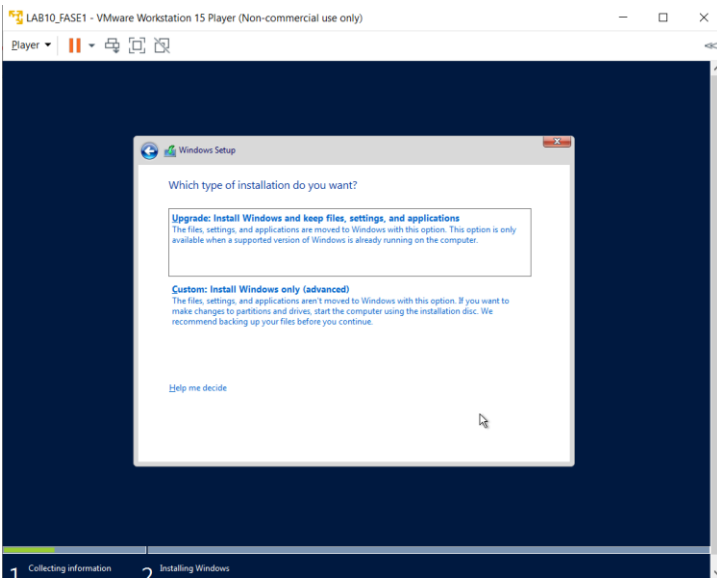 LAB10_FASE1 - VMware Workstation 15 Player (Non-commercial use only)
Player
Windows Setup
Which type of installation do you want?
Upgrade: Install Windows and keep files, settings, and applications
The files, settings, and applications are moved to Windows with this option. This option is only
available when a supported version of Windows is already running on the computer.
Custom: Install Windows only (advanced)
The files, settings, and applications aren't moved to Windows with this option. If you want to
make changes to partitions and drives, start the computer using the installation disc. We
recommend backing up your files before you continue.
Help me decide
1 Collecting information
2 Installing Windows